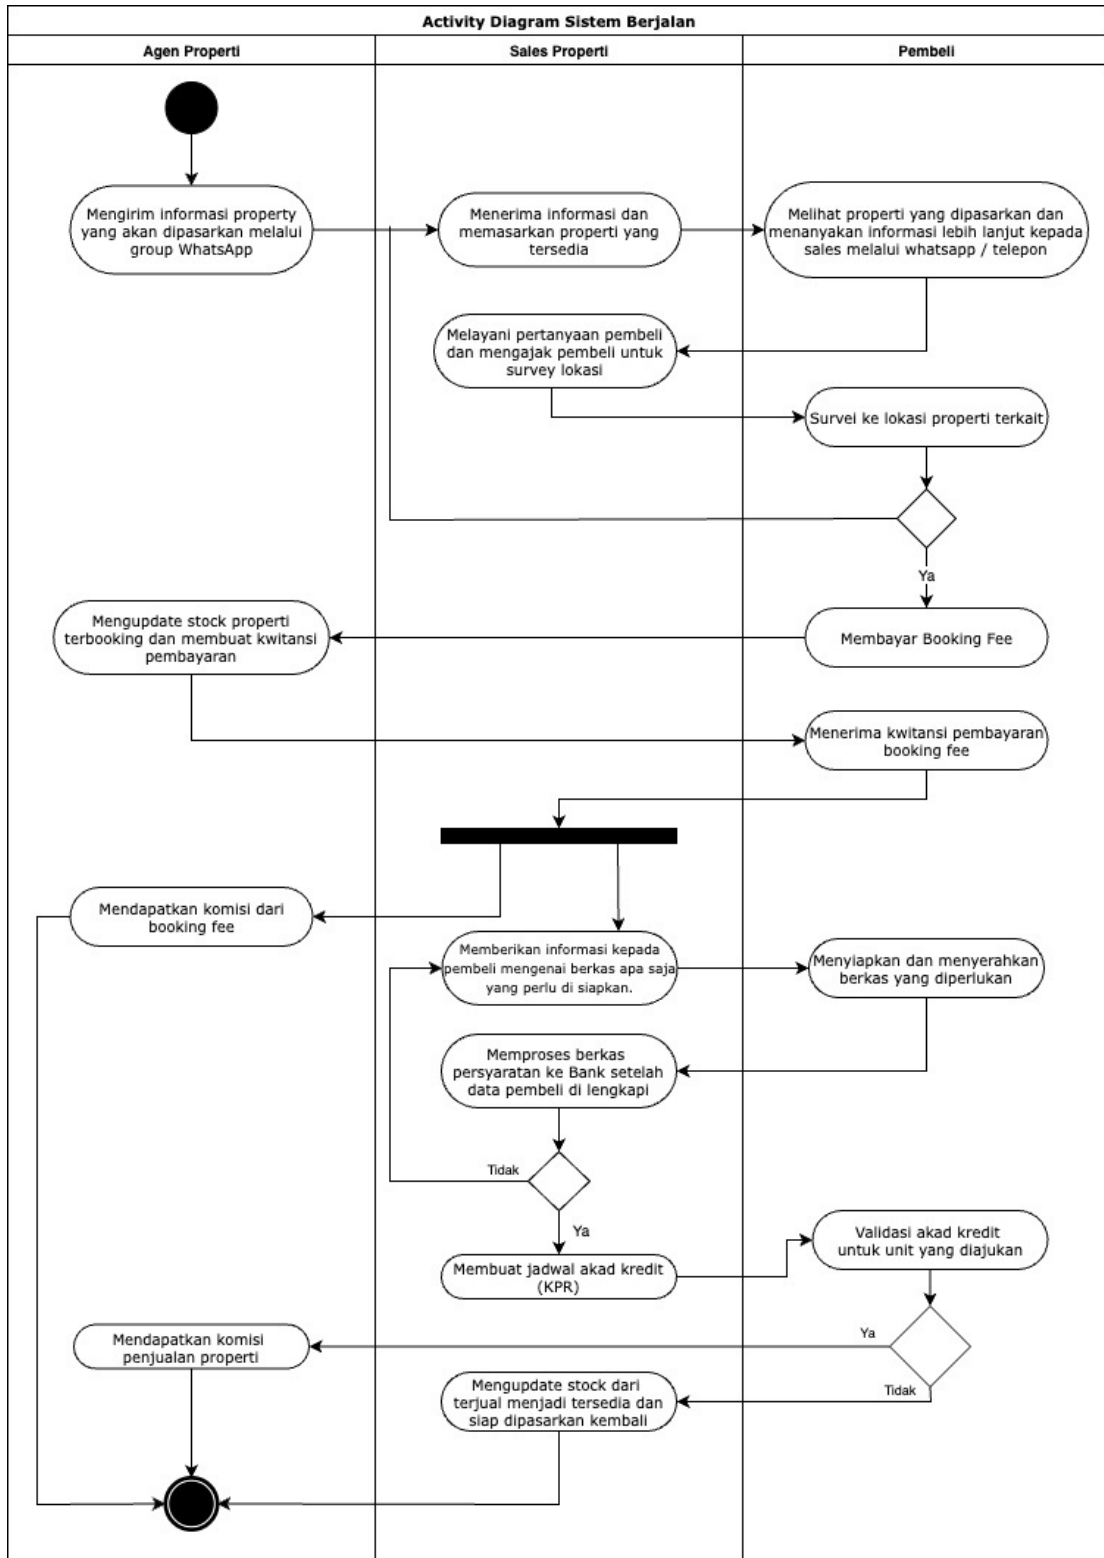 Activity Diagram Sistem Berjalan
Agen Properti
Sales Properti
Pembeli
Mengirim informasi property
yang akan dipasarkan melalui
group WhatsApp
Menerima informasi dan
memasarkan properti yang
tersedia
Melihat properti yang dipasarkan dan
menanyakan informasi lebih lanjut kepada
sales melalui whatsapp / telepon
Melayani pertanyaan pembeli
dan mengajak pembeli untuk
survey lokasi
Survei ke lokasi properti terkait
Ya
Mengupdate stock properti
terbooking dan membuat kwitansi
pembayaran
Membayar Booking Fee
Menerima kwitansi pembayaran
booking fee
Mendapatkan komisi dari
booking fee
Memberikan informasi kepada
pembeli mengenai berkas apa saja
yang perlu di siapkan.
Menyiapkan dan menyerahkan
berkas yang diperlukan
Memproses berkas
persyaratan ke Bank setelah
data pembeli di lengkapi
Tidak
Ya
Membuat jadwal akad kredit
(KPR)
Validasi akad kredit
untuk unit yang diajukan
Ya
Mendapatkan komisi
penjualan properti
Tidak
Mengupdate stock dari
terjual menjadi tersedia dan
siap dipasarkan kembali